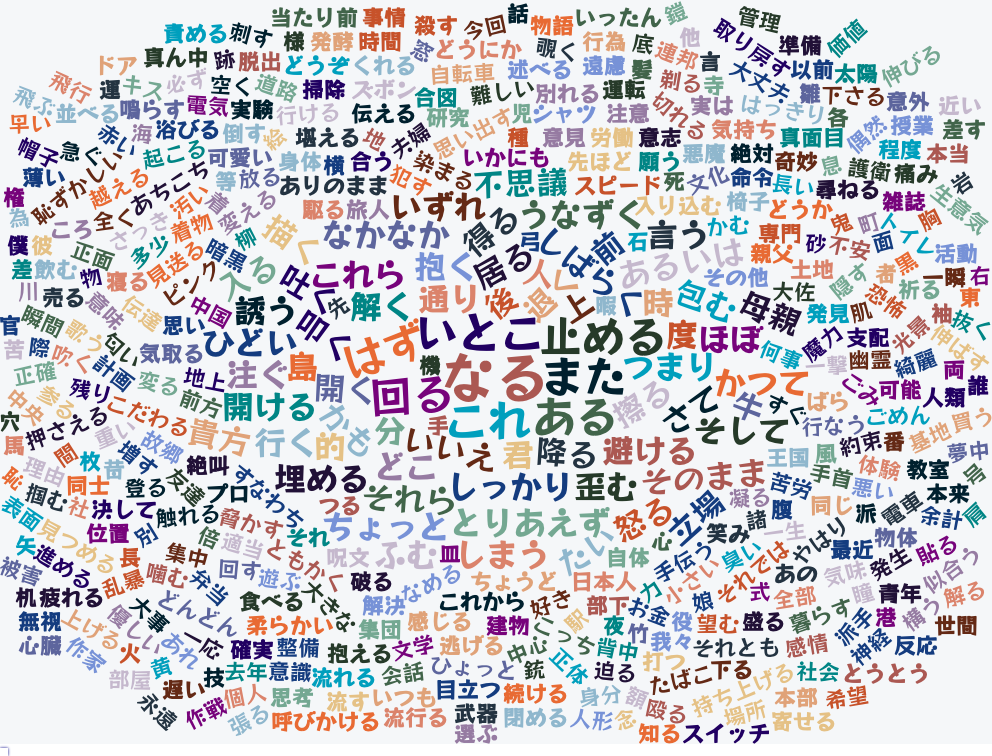 当たり前 事情 殺す 今回 話 物語 いったん 鎧
責める 刺す 様 発酵 時間 窓 どうにか 覗く 行為 底 他 管理
真ん中 跡 脱出 どうぞ くれる 述べる 遠慮 髪 連邦 言 取り戻す 準備 価値
ドア 運 キス 必ず 空く 道路 掃除 ズボン 自転車 難しい 別れる 運転 剃る 寺 大丈夫 以前 太陽 伸びる
飛行 飛ぶ 並べる 鳴らす 電気 実験 行ける 伝える 合図 研究 児 シャツ 注意 切れる 実は はっきり 雛 下さる 意外 近い
早い 赤い 海 浴びる 倒す 堪える 地 夫婦 思い出す 種 意見 労働 意志 気持ち 真面目 各 偶然 授業 差す
帽子 急ぐ 起こる 可愛い 身体 横 合う 染まる いかにも 先ほど 願う 悪魔 絶対 奇妙 息 程度 本当
薄い 恥ずかしい 越える あちこち 等 放る ありのまま 犯す 不思議 スピード 死 文化 命令 長い 尋ねる 護衛 痛み 岩
権 為 全く 汚い 着 変える 駆る 旅人 いずれ 得る うなずく 入り込む 椅子 どうか 鬼 雑誌 生意気
僕 彼 ころ さっき 着物 柳 描く なかなか 居る 弓 しばらく 前 石 言う かむ 専門 砂 不安 町 面 イイレ 胸
差 飲む 正面 多少 見送る 暗黒 入る 吐く これら 抱く 人 あるいは その他 親父 土地 隠す 者 黒 活動
川 売る 物 寝る ピンク 中国 誘う 先 解く 通り 後 退く 上 暇 時 包む 母親 大佐 発見 肌 恐怖 祈る 一瞬 右 東
官 瞬間 意味 伝達 思い ひどい 叩く はず いとこ 止める 度 ほぼ 何事 魔力 支配 光景 袖 抜く
苦 際 歌う 匂い 気取る 島 機 なる また つまり 一撃 幽霊 綺麗 伸ばす 両
正確 吹く 計画 変る 地上 注ぐ 開く 回る かつて ごみ 可能 人類 誰
中央 参る 残り こだわる 前方 開ける 手 これ ある 擦る さて 牛 すぐ ばら 行なう ごめん 基地 買う
穴 馬 押さえる 重い 故郷 貴方 行く 的 分 いいえ 君 降る 避ける そして 王国 風 約束 番 夢中
恥 理由 間 枚 苗 増す 友達 絶叫 すなわち 埋める どこ しっかり 歪む そのまま 苦労 手首 体験 教室 局
掴む 社 同士 登る プロ つる それら 怒る 立場 凝る 腹 同じ 悪い 本来 肩
表面 見つめる 決して 別 触れる 脅かす それ ちょっと とりあえず 心 笑み 諸 一生 派 電車 余計
矢 位置 倍 適当 ともかく 呪文 ふむ 皿 しまう たい 自体 手伝う 臭い やはり 最近 物体
被害 進める 長 集中 回す 遊ぶ 破る なめる ちょうど 日本人 力 小さい それでは あの 気味 発生 貼る
机 疲れる 乱暴 噛む 弁当 食べる 大きな 解決 これから 好き 部下 お金 娘 式 全部 瞳 青年 似合う
無視 上げる 優しい 大事 どんどん 柔らかい 集団 感じる 建物 こっち 駅 夜 竹 役 望む 盛る 暮らす 派手 港 構う 解る
心臓 作家 火 あれ 一応 確実 整備 抱える 文学 逃げる 中心 背中 我々 それとも 感情 神経 反応 世間
部屋 黄 遅い 技 去年 意識 流れる 会話 ひょっと 銃 正体 迫る 打つ たばこ 下る 社会 とうとう
永遠 作戦 個人 思考 流す いつも 目立つ 続ける 身分 額 殴る 持ち上げる 本部 希望
張る 呼びかける 流行る 武器 閉める 人形 念 場所 寄せる
選ぶ 知る スイッチ